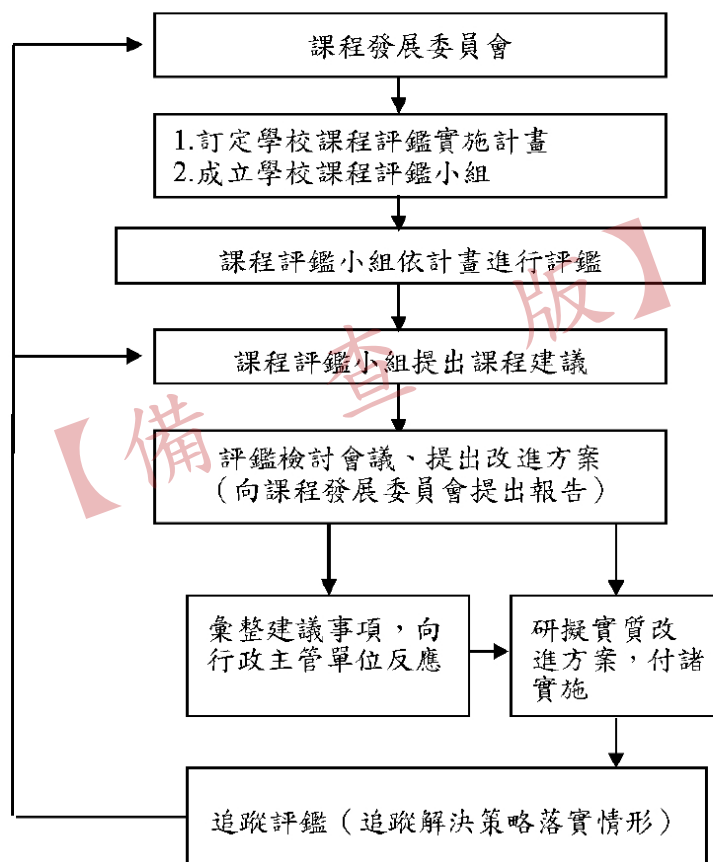 課程發展委員會
1.訂定學校課程評鑑實施計畫
2.成立學校課程評鑑小組
課程評鑑小組依計畫進行評鑑
課程評鑑小組提出課程建議
評鑑檢討會議、提出改進方案
（向課程發展委員會提出報告）
彙整建議事項，向
行政主管單位反應
研擬實質改
進方案，付諸
實施
追蹤評鑑（追蹤解決策略落實情形）
【備查版】